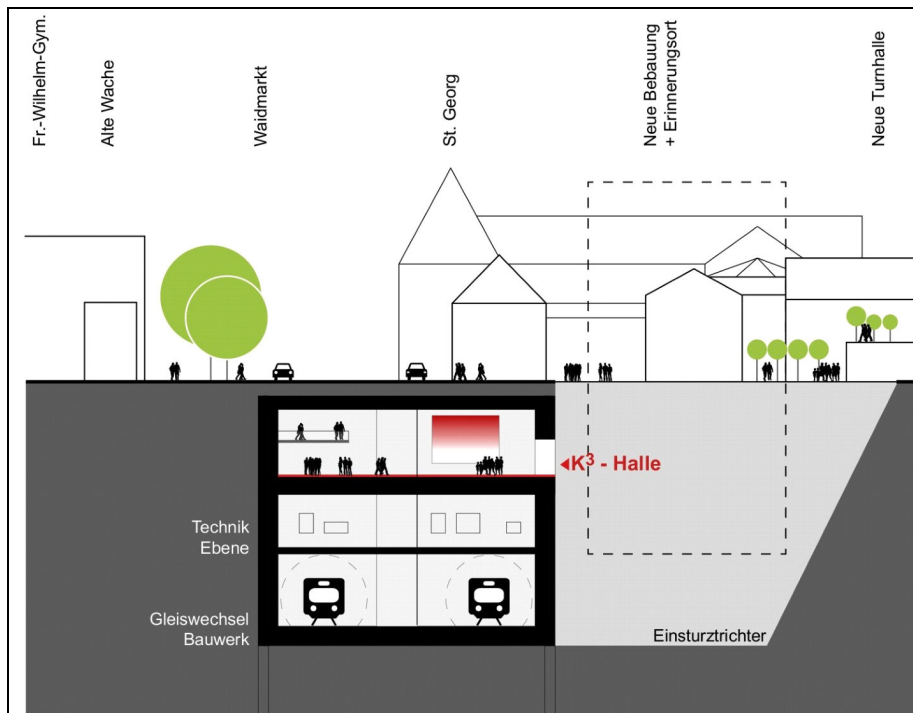 Fr.-Wilhelm-Gym.
Alte Wache
Waidmarkt
St. Georg
Neue Bebauung
+ Erinnerungsort
Neue Turnhalle
K³ - Halle
Technik
Ebene
Gleiswechsel
Bauwerk
Einsturztrichter